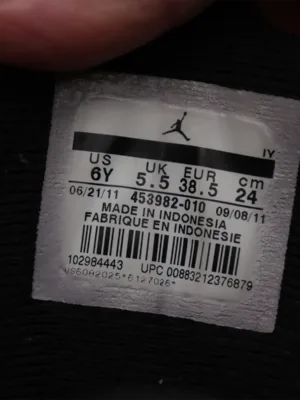 IY
US UK EUR cm
6Y 5.5 38.5 24
06/21/11 453982-010 09/08/11
MADE IN INDONESIA
FABRIQUE EN INDONESIE
102984443 UPC 00883212376879